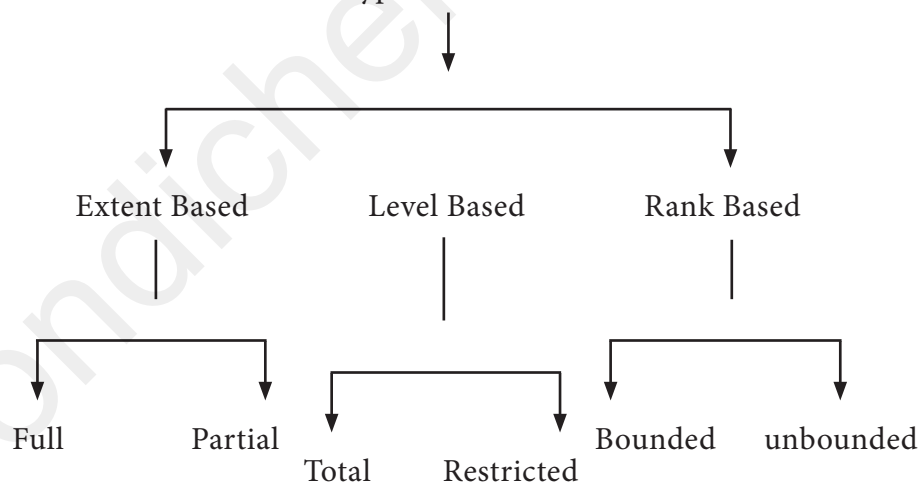 Extent Based Level Based Rank Based
Full Partial Bounded unbounded
Total Restricted